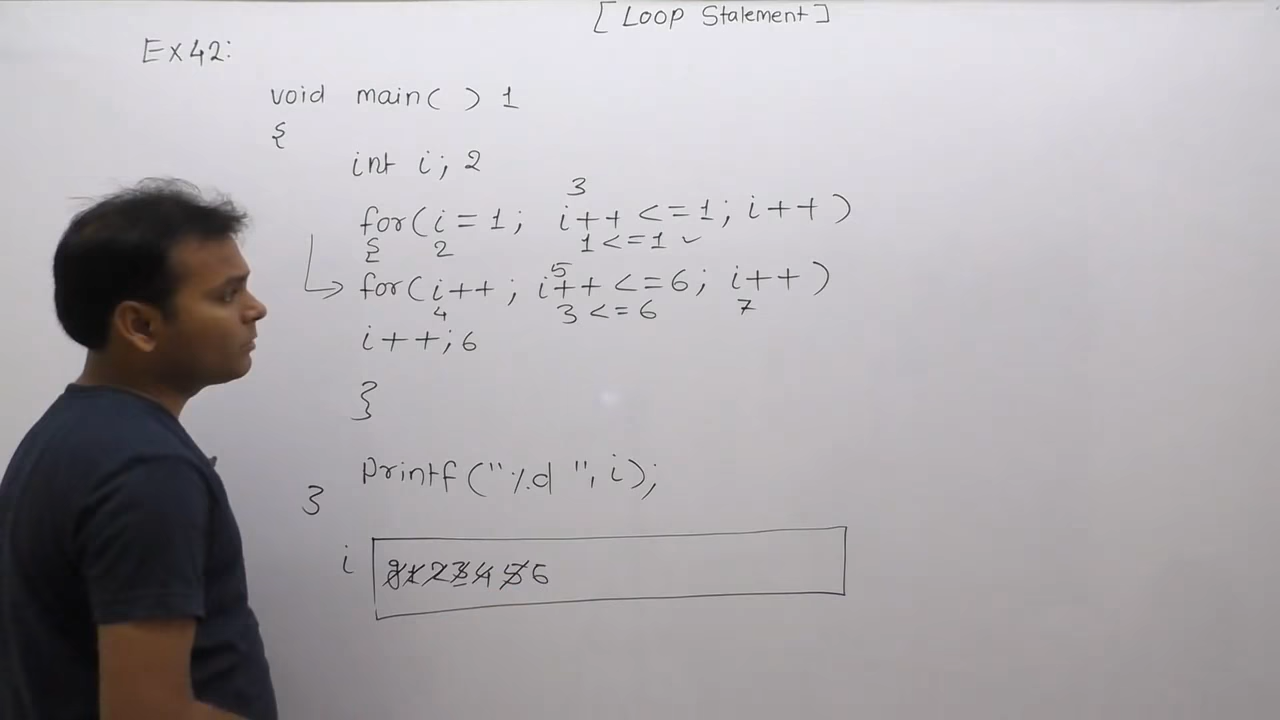 [Loop Statement]
Ex42:
void main( ) 1
{
int i; 2
3
for(i=1; i++ <=1; i++)
{ 2 1<=1 ✓
5
for(i++; i++ <=6; i++)
4 3<=6 7
i++; 6
}
Printf("%d ", i);
}
i g 1 2 3 4 5 6